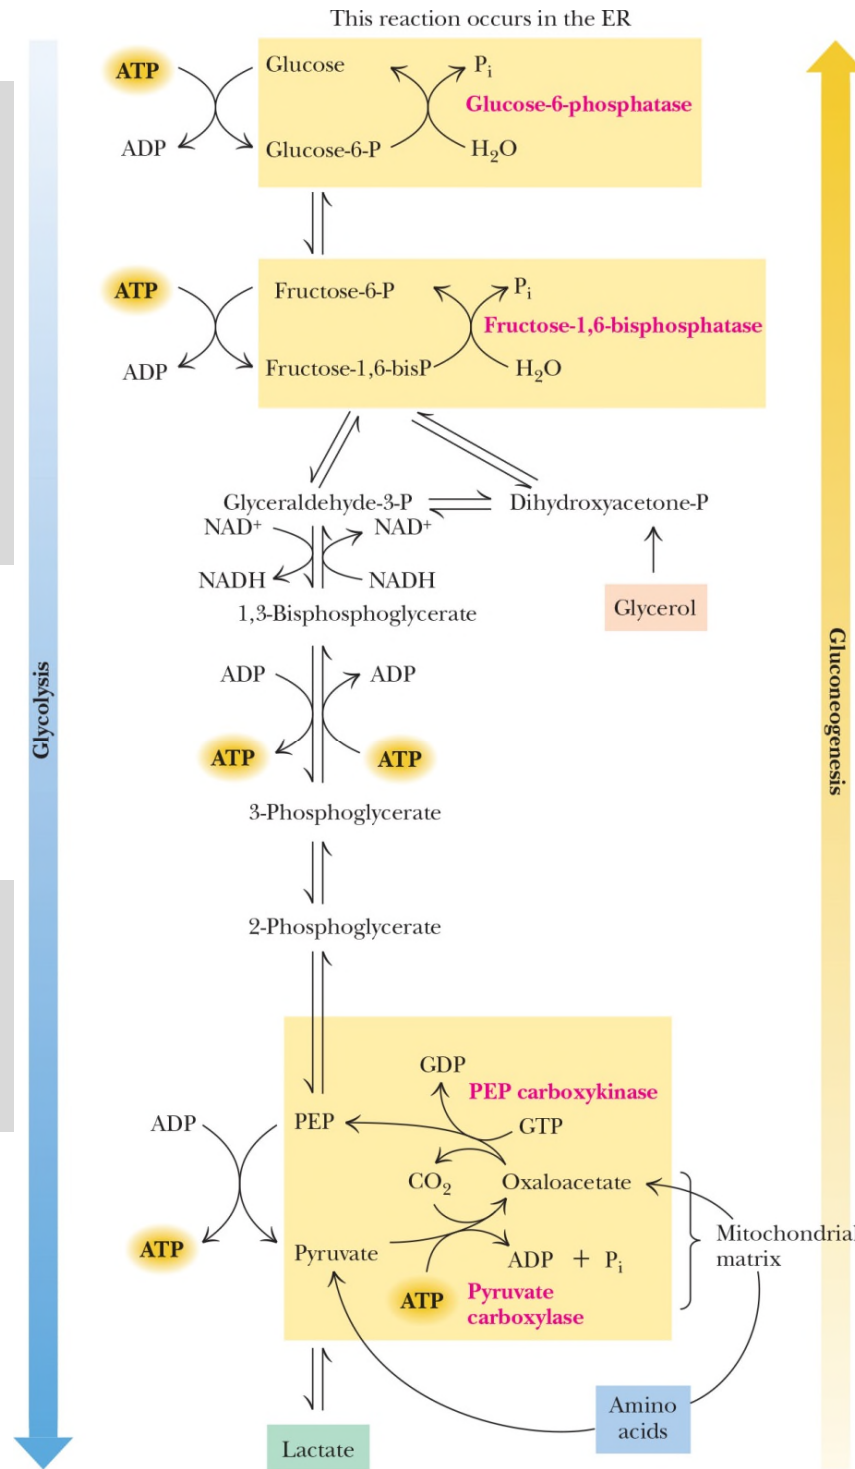 This reaction occurs in the ER
ATP
Glucose
Pi
Glucose-6-phosphatase
ADP
Glucose-6-P
H2O
ATP
Fructose-6-P
Pi
Fructose-1,6-bisphosphatase
ADP
Fructose-1,6-bisP
H2O
Glyceraldehyde-3-P
Dihydroxyacetone-P
NAD+
NAD+
NADH
NADH
Glycerol
1,3-Bisphosphoglycerate
ADP
ADP
ATP
ATP
Glycolysis
Gluconeogenesis
3-Phosphoglycerate
2-Phosphoglycerate
GDP
PEP carboxykinase
ADP
PEP
GTP
CO2
Oxaloacetate
Mitochondrial
matrix
ATP
Pyruvate
ADP + Pi
ATP
Pyruvate
carboxylase
Amino
acids
Lactate